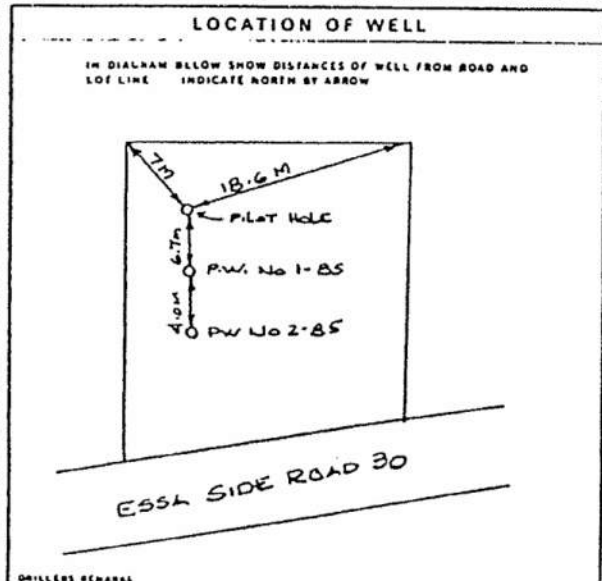 LOCATION OF WELL
IN DIAGRAM BELOW SHOW DISTANCES OF WELL FROM ROAD AND
LOT LINE INDICATE NORTH BY ARROW
7M
18.6 M
PILOT HOLE
6.7M
P.W. No 1-85
4.0M
PW No 2-85
ESSA SIDE ROAD 30
DRILLERS REMARKS